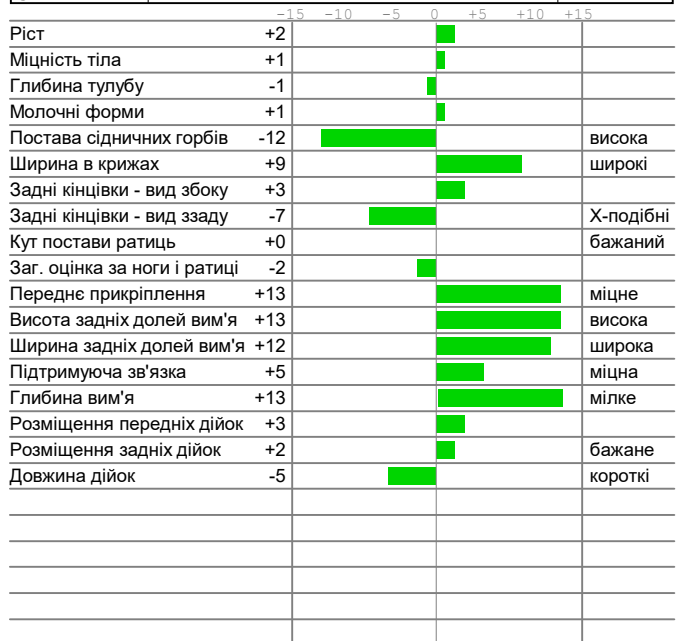 -15 -10 -5 0 +5 +10 +15
Ріст +2
Міцність тіла +1
Глибина тулубу -1
Молочні форми +1
Постава сідничних горбів -12 висока
Ширина в крижах +9 широкі
Задні кінцівки - вид збоку +3
Задні кінцівки - вид ззаду -7 Х-подібні
Кут постави ратиць +0 бажаний
Заг. оцінка за ноги і ратиці -2
Переднє прикріплення +13 міцне
Висота задніх долей вим'я +13 висока
Ширина задніх долей вим'я +12 широка
Підтримуюча зв'язка +5 міцна
Глибина вим'я +13 мілке
Розміщення передніх дійок +3
Розміщення задніх дійок +2 бажане
Довжина дійок -5 короткі